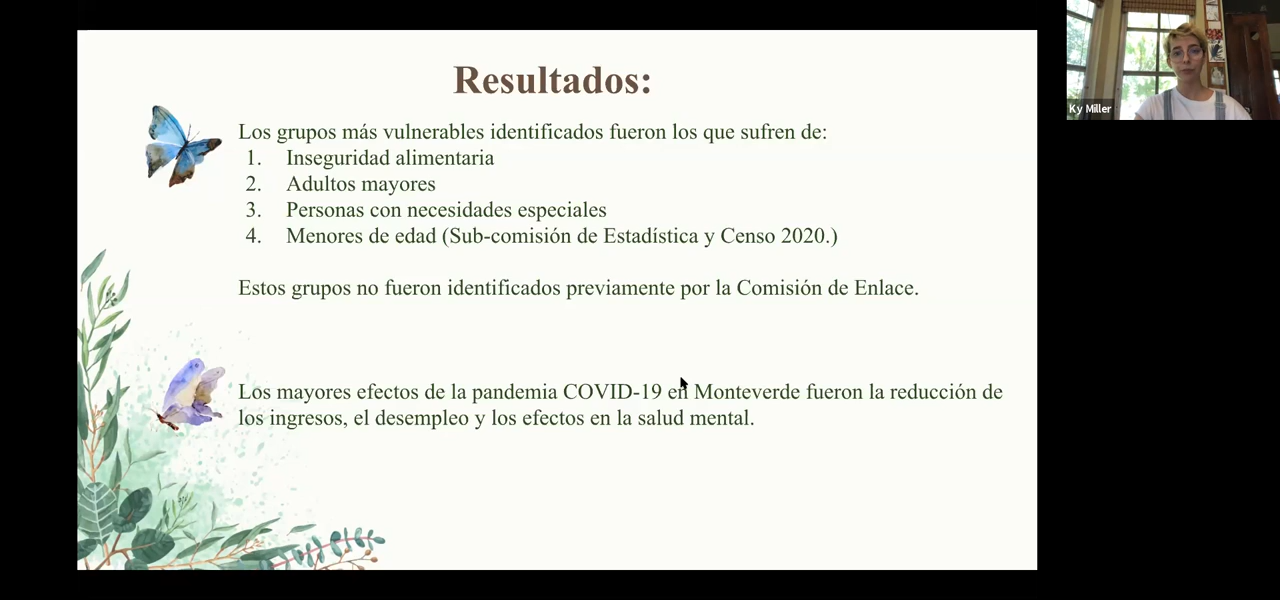 Resultados:
Los grupos más vulnerables identificados fueron los que sufren de:
1. Inseguridad alimentaria
2. Adultos mayores
3. Personas con necesidades especiales
4. Menores de edad (Sub-comisión de Estadística y Censo 2020.)
Estos grupos no fueron identificados previamente por la Comisión de Enlace.
Los mayores efectos de la pandemia COVID-19 en Monteverde fueron la reducción de
los ingresos, el desempleo y los efectos en la salud mental.
Ky Miller